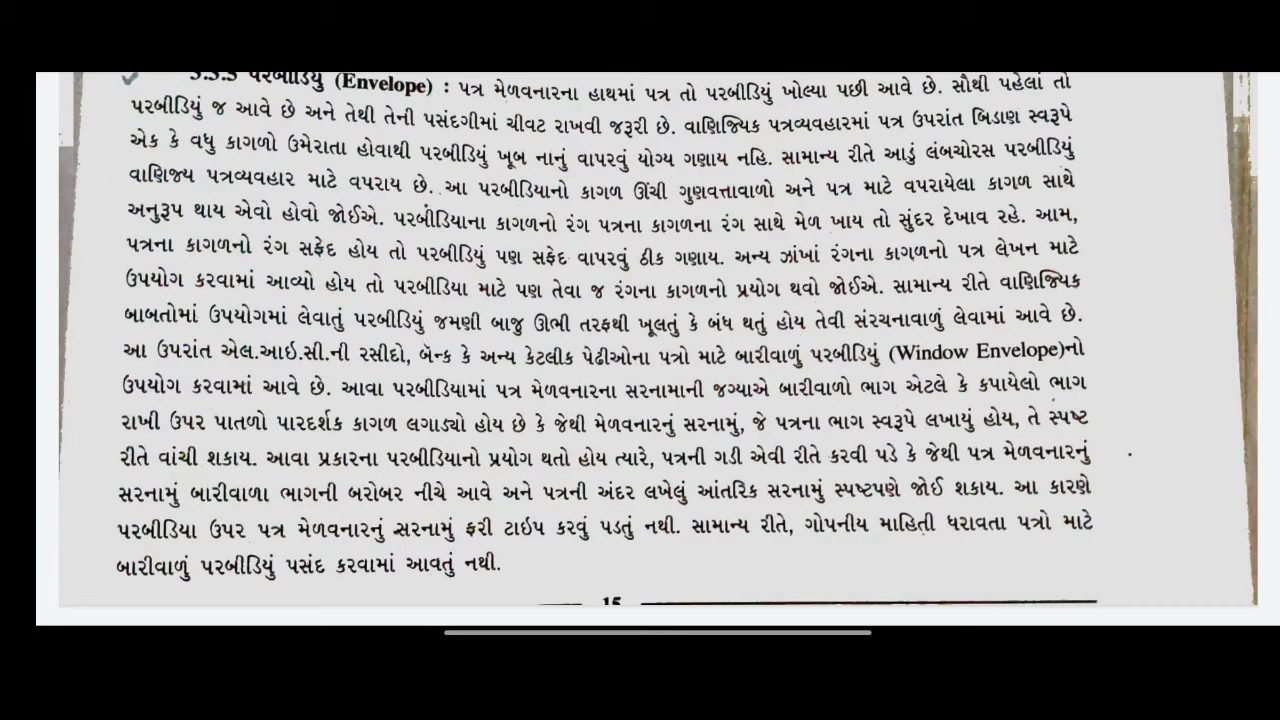 3.3.5 પરબીડિયું (Envelope) : પત્ર મેળવનારના હાથમાં પત્ર તો પરબીડિયું ખોલ્યા પછી આવે છે. સૌથી પહેલાં તો
પરબીડિયું જ આવે છે અને તેથી તેની પસંદગીમાં ચીવટ રાખવી જરૂરી છે. વાણિજ્યિક પત્રવ્યવહારમાં પત્ર ઉપરાંત બિડાણ સ્વરૂપે
એક કે વધુ કાગળો ઉમેરાતા હોવાથી પરબીડિયું ખૂબ નાનું વાપરવું યોગ્ય ગણાય નહિ. સામાન્ય રીતે આડું લંબચોરસ પરબીડિયું
વાણિજ્ય પત્રવ્યવહાર માટે વપરાય છે. આ પરબીડિયાનો કાગળ ઊંચી ગુણવત્તાવાળો અને પત્ર માટે વપરાયેલા કાગળ સાથે
અનુરૂપ થાય એવો હોવો જોઈએ. પરબીડિયાના કાગળનો રંગ પત્રના કાગળના રંગ સાથે મેળ ખાય તો સુંદર દેખાવ રહે. આમ,
પત્રના કાગળનો રંગ સફેદ હોય તો પરબીડિયું પણ સફેદ વાપરવું ઠીક ગણાય. અન્ય ઝાંખાં રંગના કાગળનો પત્ર લેખન માટે
ઉપયોગ કરવામાં આવ્યો હોય તો પરબીડિયા માટે પણ તેવા જ રંગના કાગળનો પ્રયોગ થવો જોઈએ. સામાન્ય રીતે વાણિજ્યિક
બાબતોમાં ઉપયોગમાં લેવાતું પરબીડિયું જમણી બાજુ ઊભી તરફથી ખૂલતું કે બંધ થતું હોય તેવી સંરચનાવાળું લેવામાં આવે છે.
આ ઉપરાંત એલ.આઇ.સી.ની રસીદો, બૅન્ક કે અન્ય કેટલીક પેઢીઓના પત્રો માટે બારીવાળું પરબીડિયું (Window Envelope)નો
ઉપયોગ કરવામાં આવે છે. આવા પરબીડિયામાં પત્ર મેળવનારના સરનામાની જગ્યાએ બારીવાળો ભાગ એટલે કે કપાયેલો ભાગ
રાખી ઉપર પાતળો પારદર્શક કાગળ લગાડ્યો હોય છે કે જેથી મેળવનારનું સરનામું, જે પત્રના ભાગ સ્વરૂપે લખાયું હોય, તે સ્પષ્ટ
રીતે વાંચી શકાય. આવા પ્રકારના પરબીડિયાનો પ્રયોગ થતો હોય ત્યારે, પત્રની ગડી એવી રીતે કરવી પડે કે જેથી પત્ર મેળવનારનું
સરનામું બારીવાળા ભાગની બરોબર નીચે આવે અને પત્રની અંદર લખેલું આંતરિક સરનામું સ્પષ્ટપણે જોઈ શકાય. આ કારણે
પરબીડિયા ઉપર પત્ર મેળવનારનું સરનામું ફરી ટાઇપ કરવું પડતું નથી. સામાન્ય રીતે, ગોપનીય માહિતી ધરાવતા પત્રો માટે
બારીવાળું પરબીડિયું પસંદ કરવામાં આવતું નથી.
15